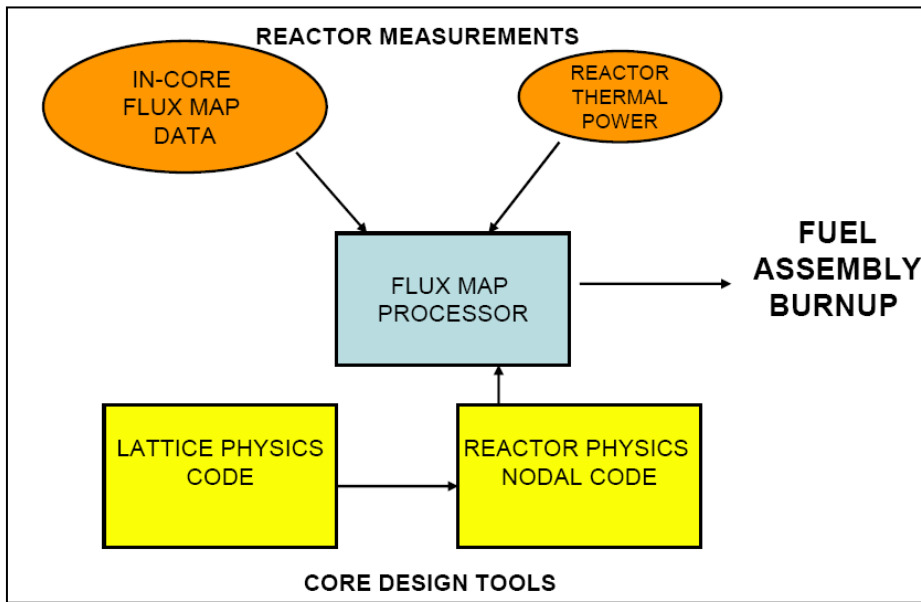 REACTOR MEASUREMENTS
IN-CORE
FLUX MAP
DATA
REACTOR
THERMAL
POWER
FLUX MAP
PROCESSOR
FUEL
ASSEMBLY
BURNUP
LATTICE PHYSICS
CODE
REACTOR PHYSICS
NODAL CODE
CORE DESIGN TOOLS